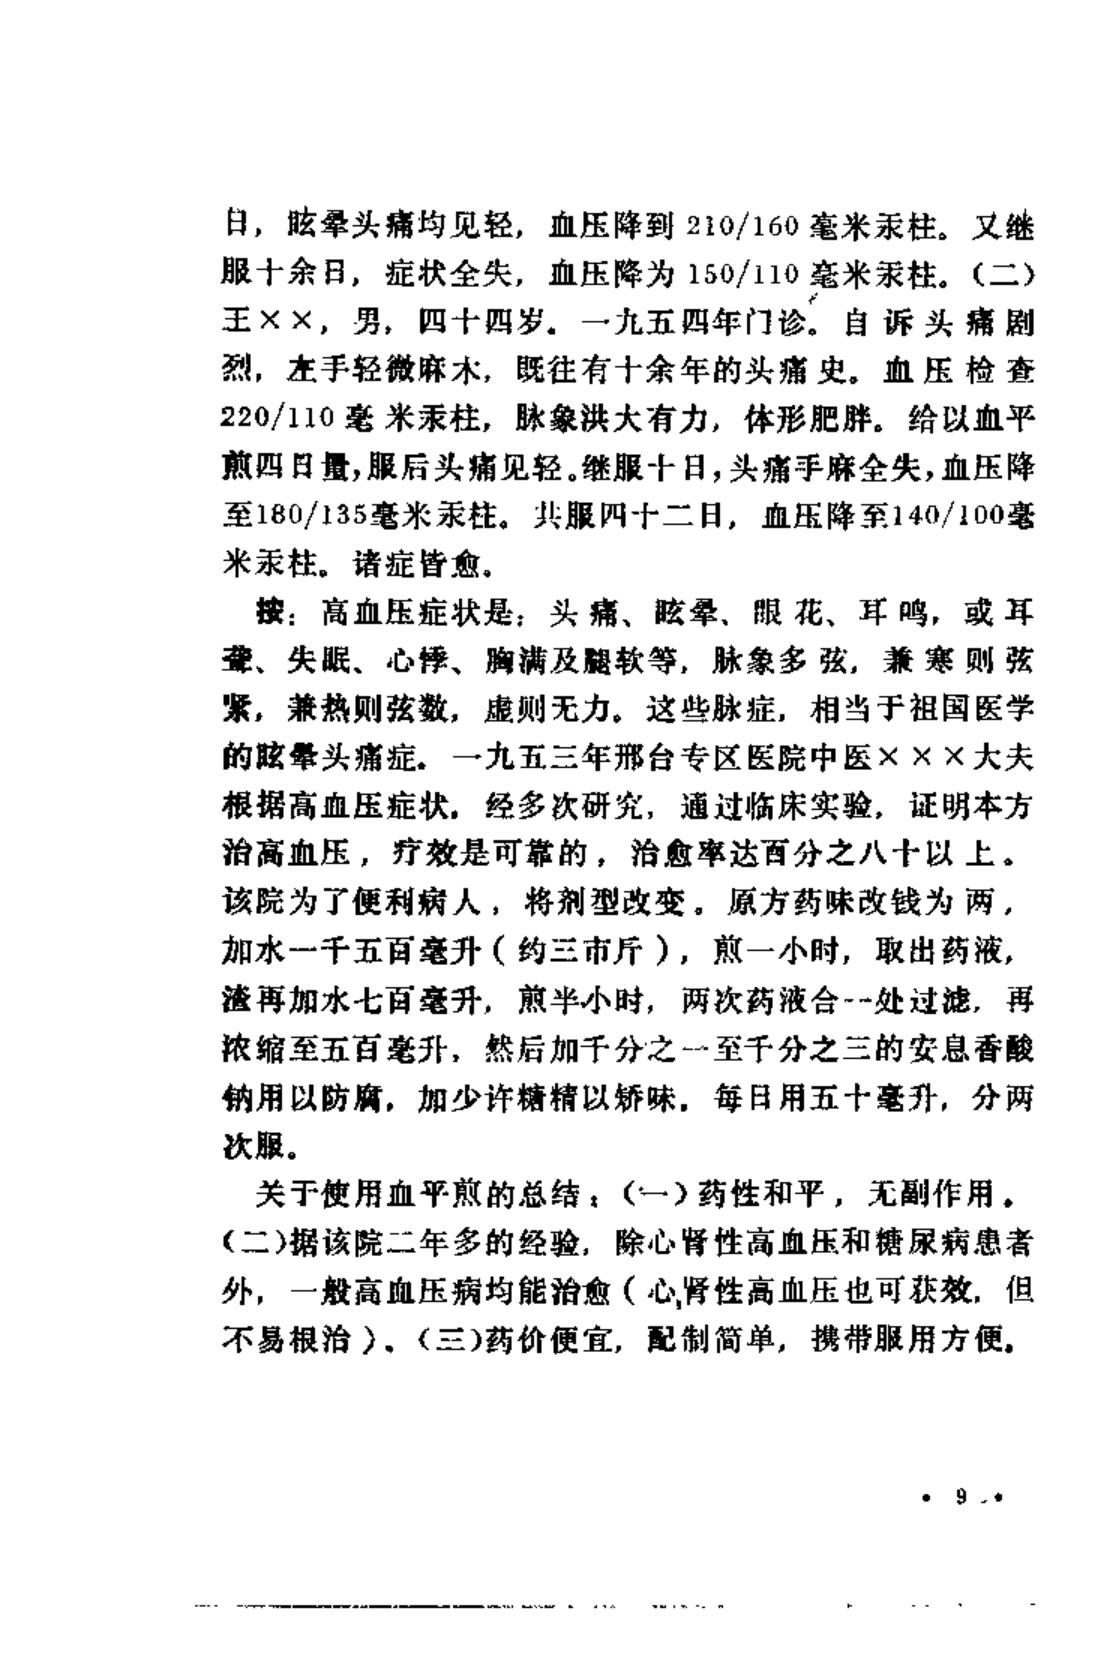 日，眩晕头痛均见轻，血压降到 210/160 毫米汞柱。又继
服十余日，症状全失，血压降为 150/110 毫米汞柱。（二）
王××，男，四十四岁。一九五四年门诊。自诉头痛剧
烈，左手轻微麻木，既往有十余年的头痛史。血压检查
220/110 毫米汞柱，脉象洪大有力，体形肥胖。给以血平
煎四日量，服后头痛见轻。继服十日，头痛手麻全失，血压降
至180/135毫米汞柱。共服四十二日，血压降至140/100毫
米汞柱。诸症皆愈。
按：高血压症状是：头痛、眩晕、眼花、耳鸣，或耳
聋、失眠、心悸、胸满及腿软等，脉象多弦，兼寒则弦
紧，兼热则弦数，虚则无力。这些脉症，相当于祖国医学
的眩晕头痛症。一九五三年邢台专区医院中医×××大夫
根据高血压症状，经多次研究，通过临床实验，证明本方
治高血压，疗效是可靠的，治愈率达百分之八十以上。
该院为了便利病人，将剂型改变。原方药味改钱为两，
加水一千五百毫升（约三市斤），煎一小时，取出药液，
渣再加水七百毫升，煎半小时，两次药液合一处过滤，再
浓缩至五百毫升，然后加千分之一至千分之三的安息香酸
钠用以防腐，加少许糖精以矫味。每日用五十毫升，分两
次服。
关于使用血平煎的总结：（一）药性和平，无副作用。
（二）据该院二年多的经验，除心肾性高血压和糖尿病患者
外，一般高血压病均能治愈（心肾性高血压也可获效，但
不易根治）。（三）药价便宜，配制简单，携带服用方便。
• 9 •